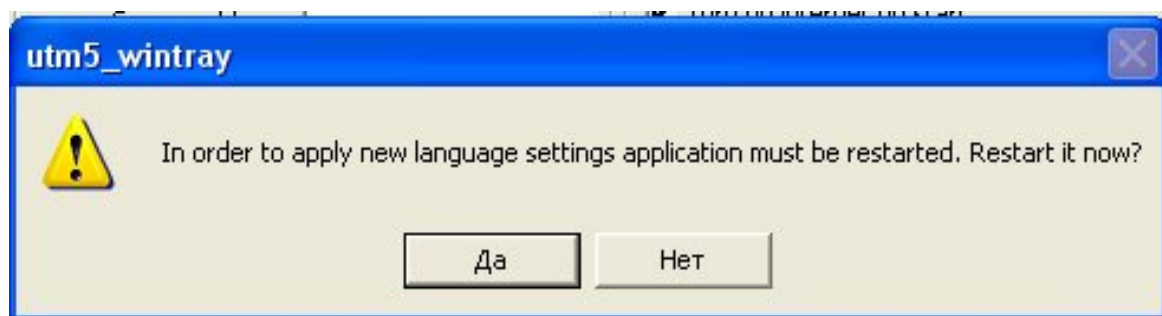 utm5_wintray
In order to apply new language settings application must be restarted. Restart it now?
Да
Нет